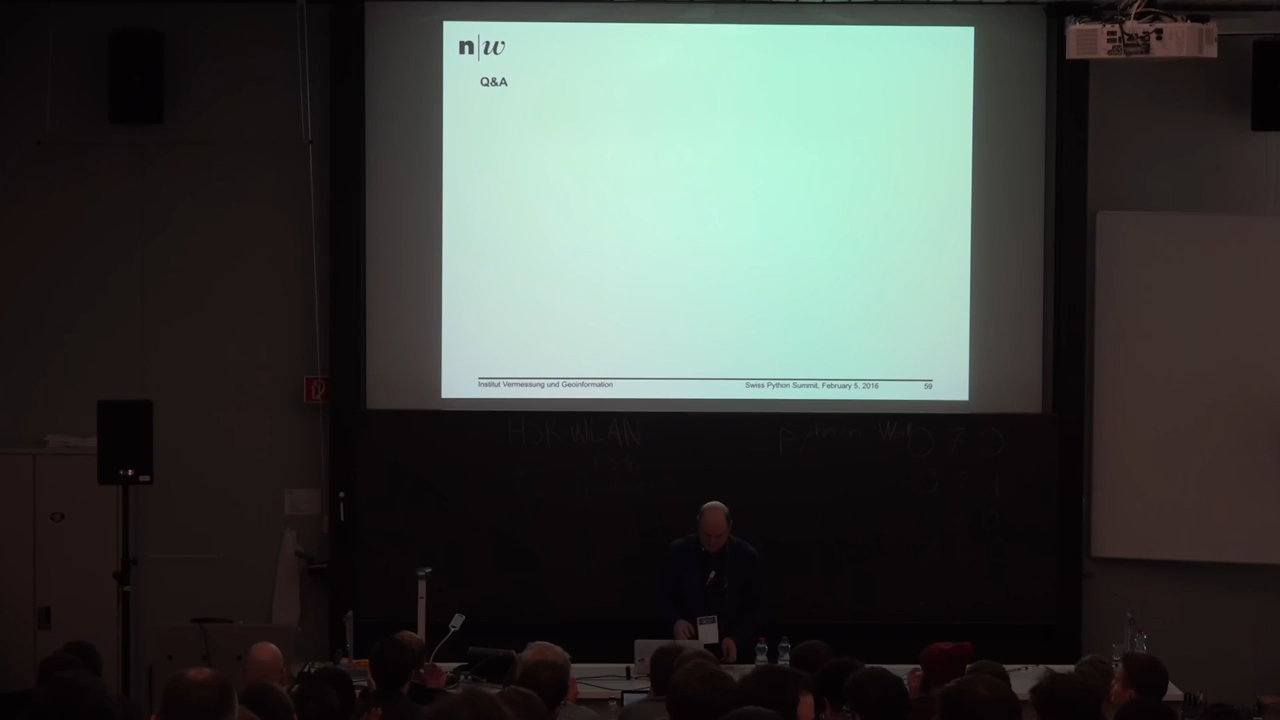 n|w
Q&A
Institut Vermessung und Geoinformation
Swiss Python Summit, February 5, 2016
59